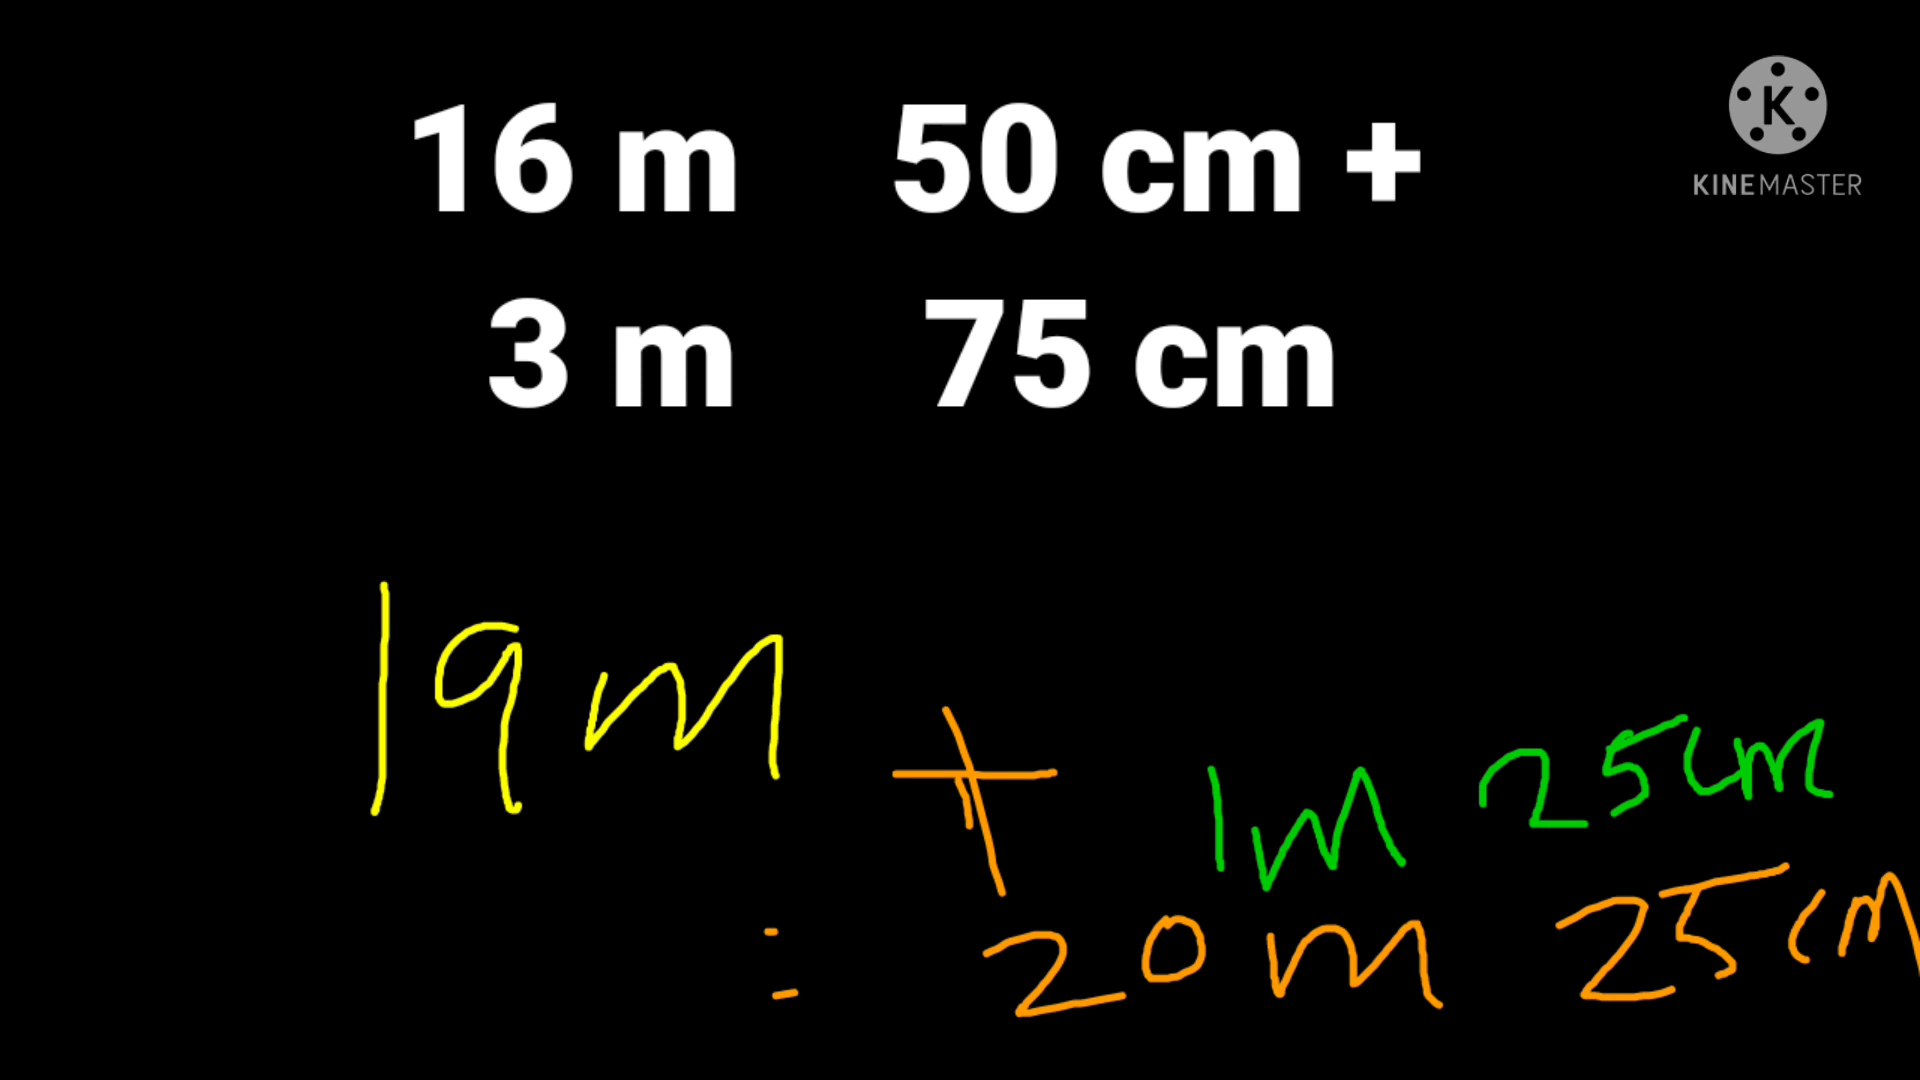 16 m 50 cm +
K
KINEMASTER
3 m 75 cm
19m + 1m 25cm
= 20m 25cm